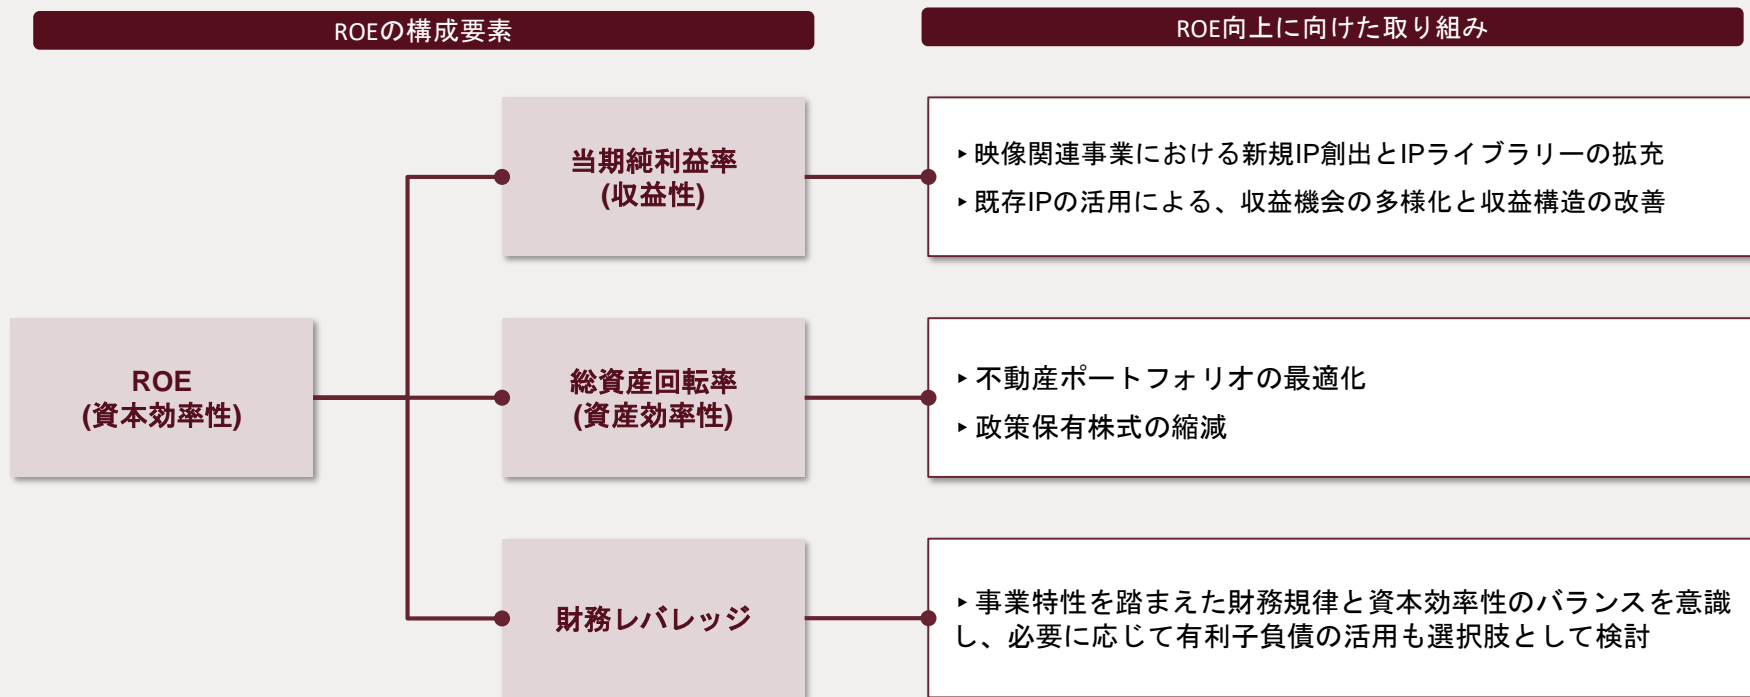 ROEの構成要素
ROE向上に向けた取り組み
当期純利益率
(収益性)
▸映像関連事業における新規IP創出とIPライブラリーの拡充
▸既存IPの活用による、収益機会の多様化と収益構造の改善
ROE
(資本効率性)
総資産回転率
(資産効率性)
▸不動産ポートフォリオの最適化
▸政策保有株式の縮減
財務レバレッジ
▸事業特性を踏まえた財務規律と資本効率性のバランスを意識
し、必要に応じて有利子負債の活用も選択肢として検討